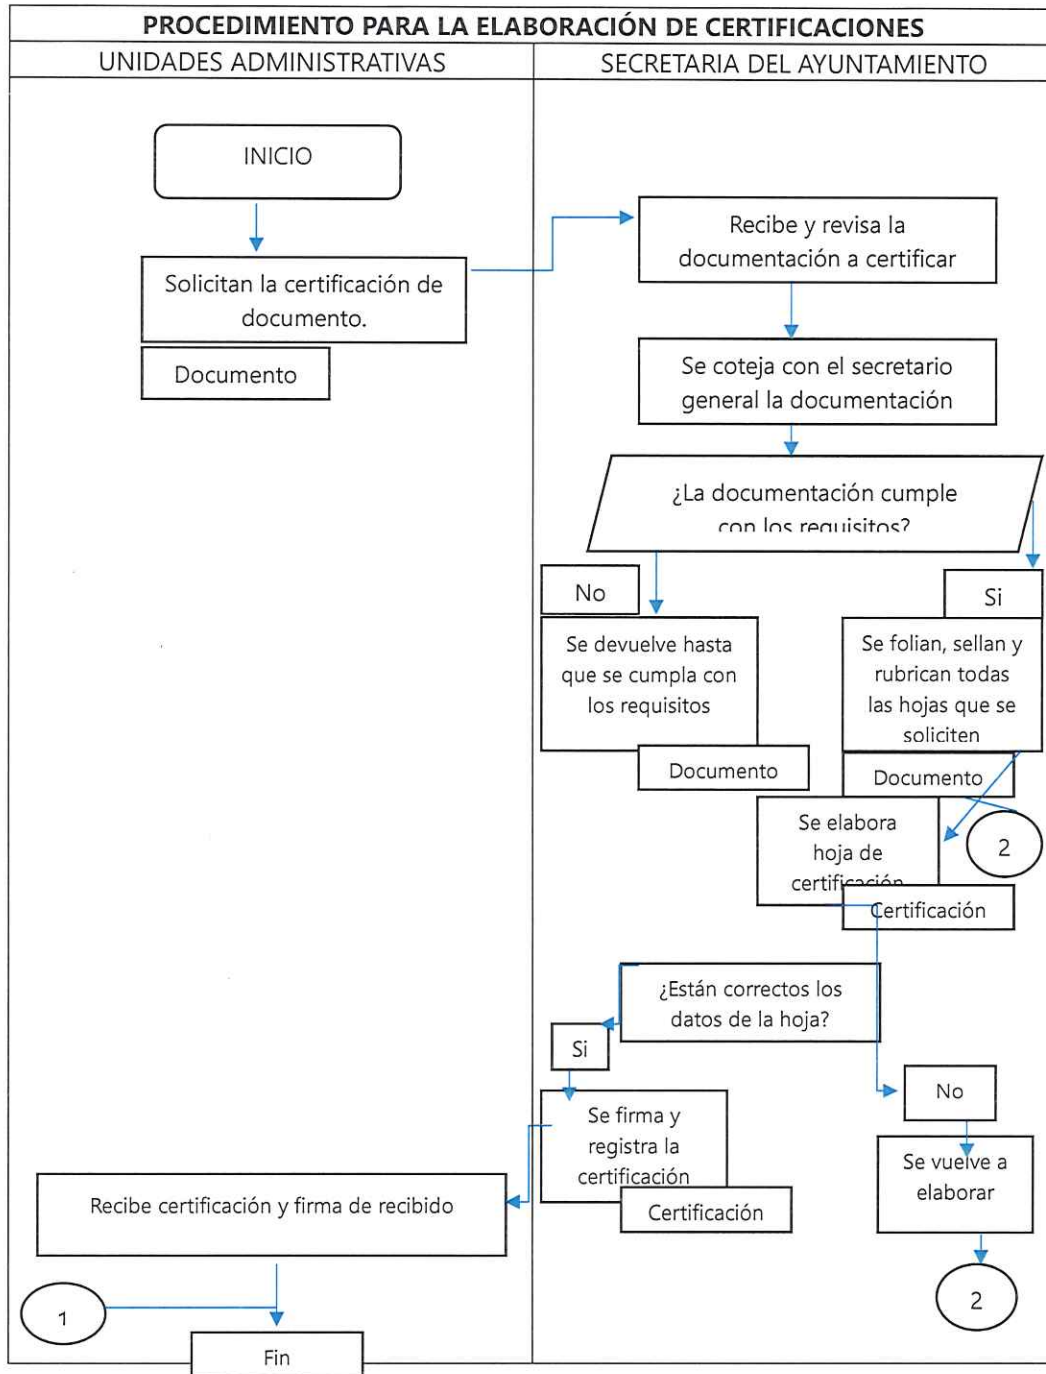 PROCEDIMIENTO PARA LA ELABORACIÓN DE CERTIFICACIONES
UNIDADES ADMINISTRATIVAS
SECRETARIA DEL AYUNTAMIENTO
INICIO
Solicitan la certificación de
documento.
Documento
Recibe y revisa la
documentación a certificar
Se coteja con el secretario
general la documentación
¿La documentación cumple
con los requisitos?
No
Si
Se devuelve hasta
que se cumpla con
los requisitos
Documento
Se folian, sellan y
rubrican todas
las hojas que se
soliciten
Documento
Se elabora
hoja de
certificación
Certificación
2
¿Están correctos los
datos de la hoja?
Si
No
Se firma y
registra la
certificación
Certificación
Se vuelve a
elaborar
2
Recibe certificación y firma de recibido
1
Fin